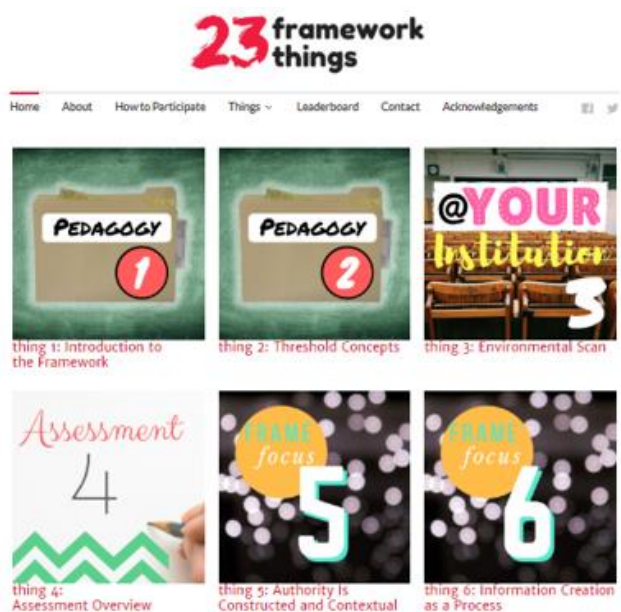 23 framework
things
Home About How to Participate Things Leaderboard Contact Acknowledgements
PEDAGOGY
1
thing 1: Introduction to
the Framework
PEDAGOGY
2
thing 2: Threshold Concepts
@YOUR
Institution
3
thing 3: Environmental Scan
Assessment
4
thing 4:
Assessment Overview
FRAME
focus
5
thing 5: Authority Is
Constructed and Contextual
FRAME
focus
6
thing 6: Information Creation
as a Process